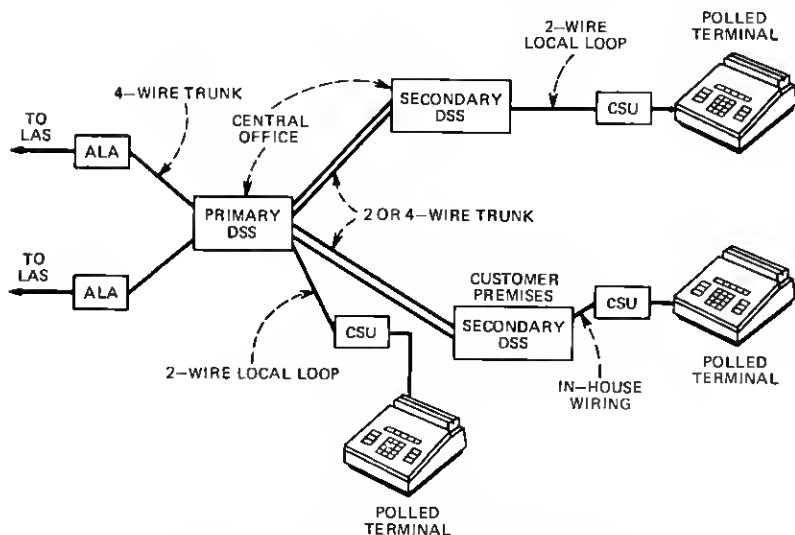 2-WIRE
LOCAL LOOP
POLLED
TERMINAL
4-WIRE TRUNK
SECONDARY
DSS
CSU
TO
LAS
CENTRAL
OFFICE
ALA
PRIMARY
DSS
2 OR 4-WIRE TRUNK
TO
LAS
ALA
CUSTOMER
PREMISES
SECONDARY
DSS
CSU
CSU
2-WIRE LOCAL LOOP
POLLED
TERMINAL
IN-HOUSE
WIRING
POLLED
TERMINAL